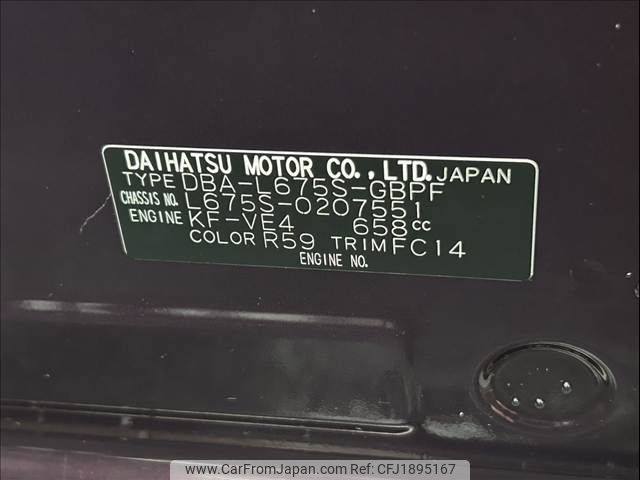 DAIHATSU MOTOR CO., LTD. JAPAN
TYPE DBA-L675S-GBPF
CHASSIS NO. L675S-0207551
ENGINE KF-VE4 658cc
COLOR R59 TRIM FC14
ENGINE NO.
www.CarFromJapan.com Ref No: CFJ1895167